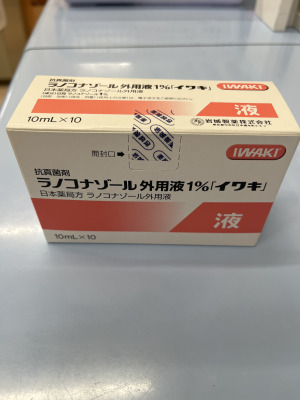 抗真菌剤
ラノコナゾール外用液1%「イワキ」
日本薬局方 ラノコナゾール外用液
IWAKI
液
10mL×10
岩城製薬株式会社
開封口▶
抗真菌剤
IWAKI
ラノコナゾール外用液1%「イワキ」
日本薬局方 ラノコナゾール外用液
液
10mL×10